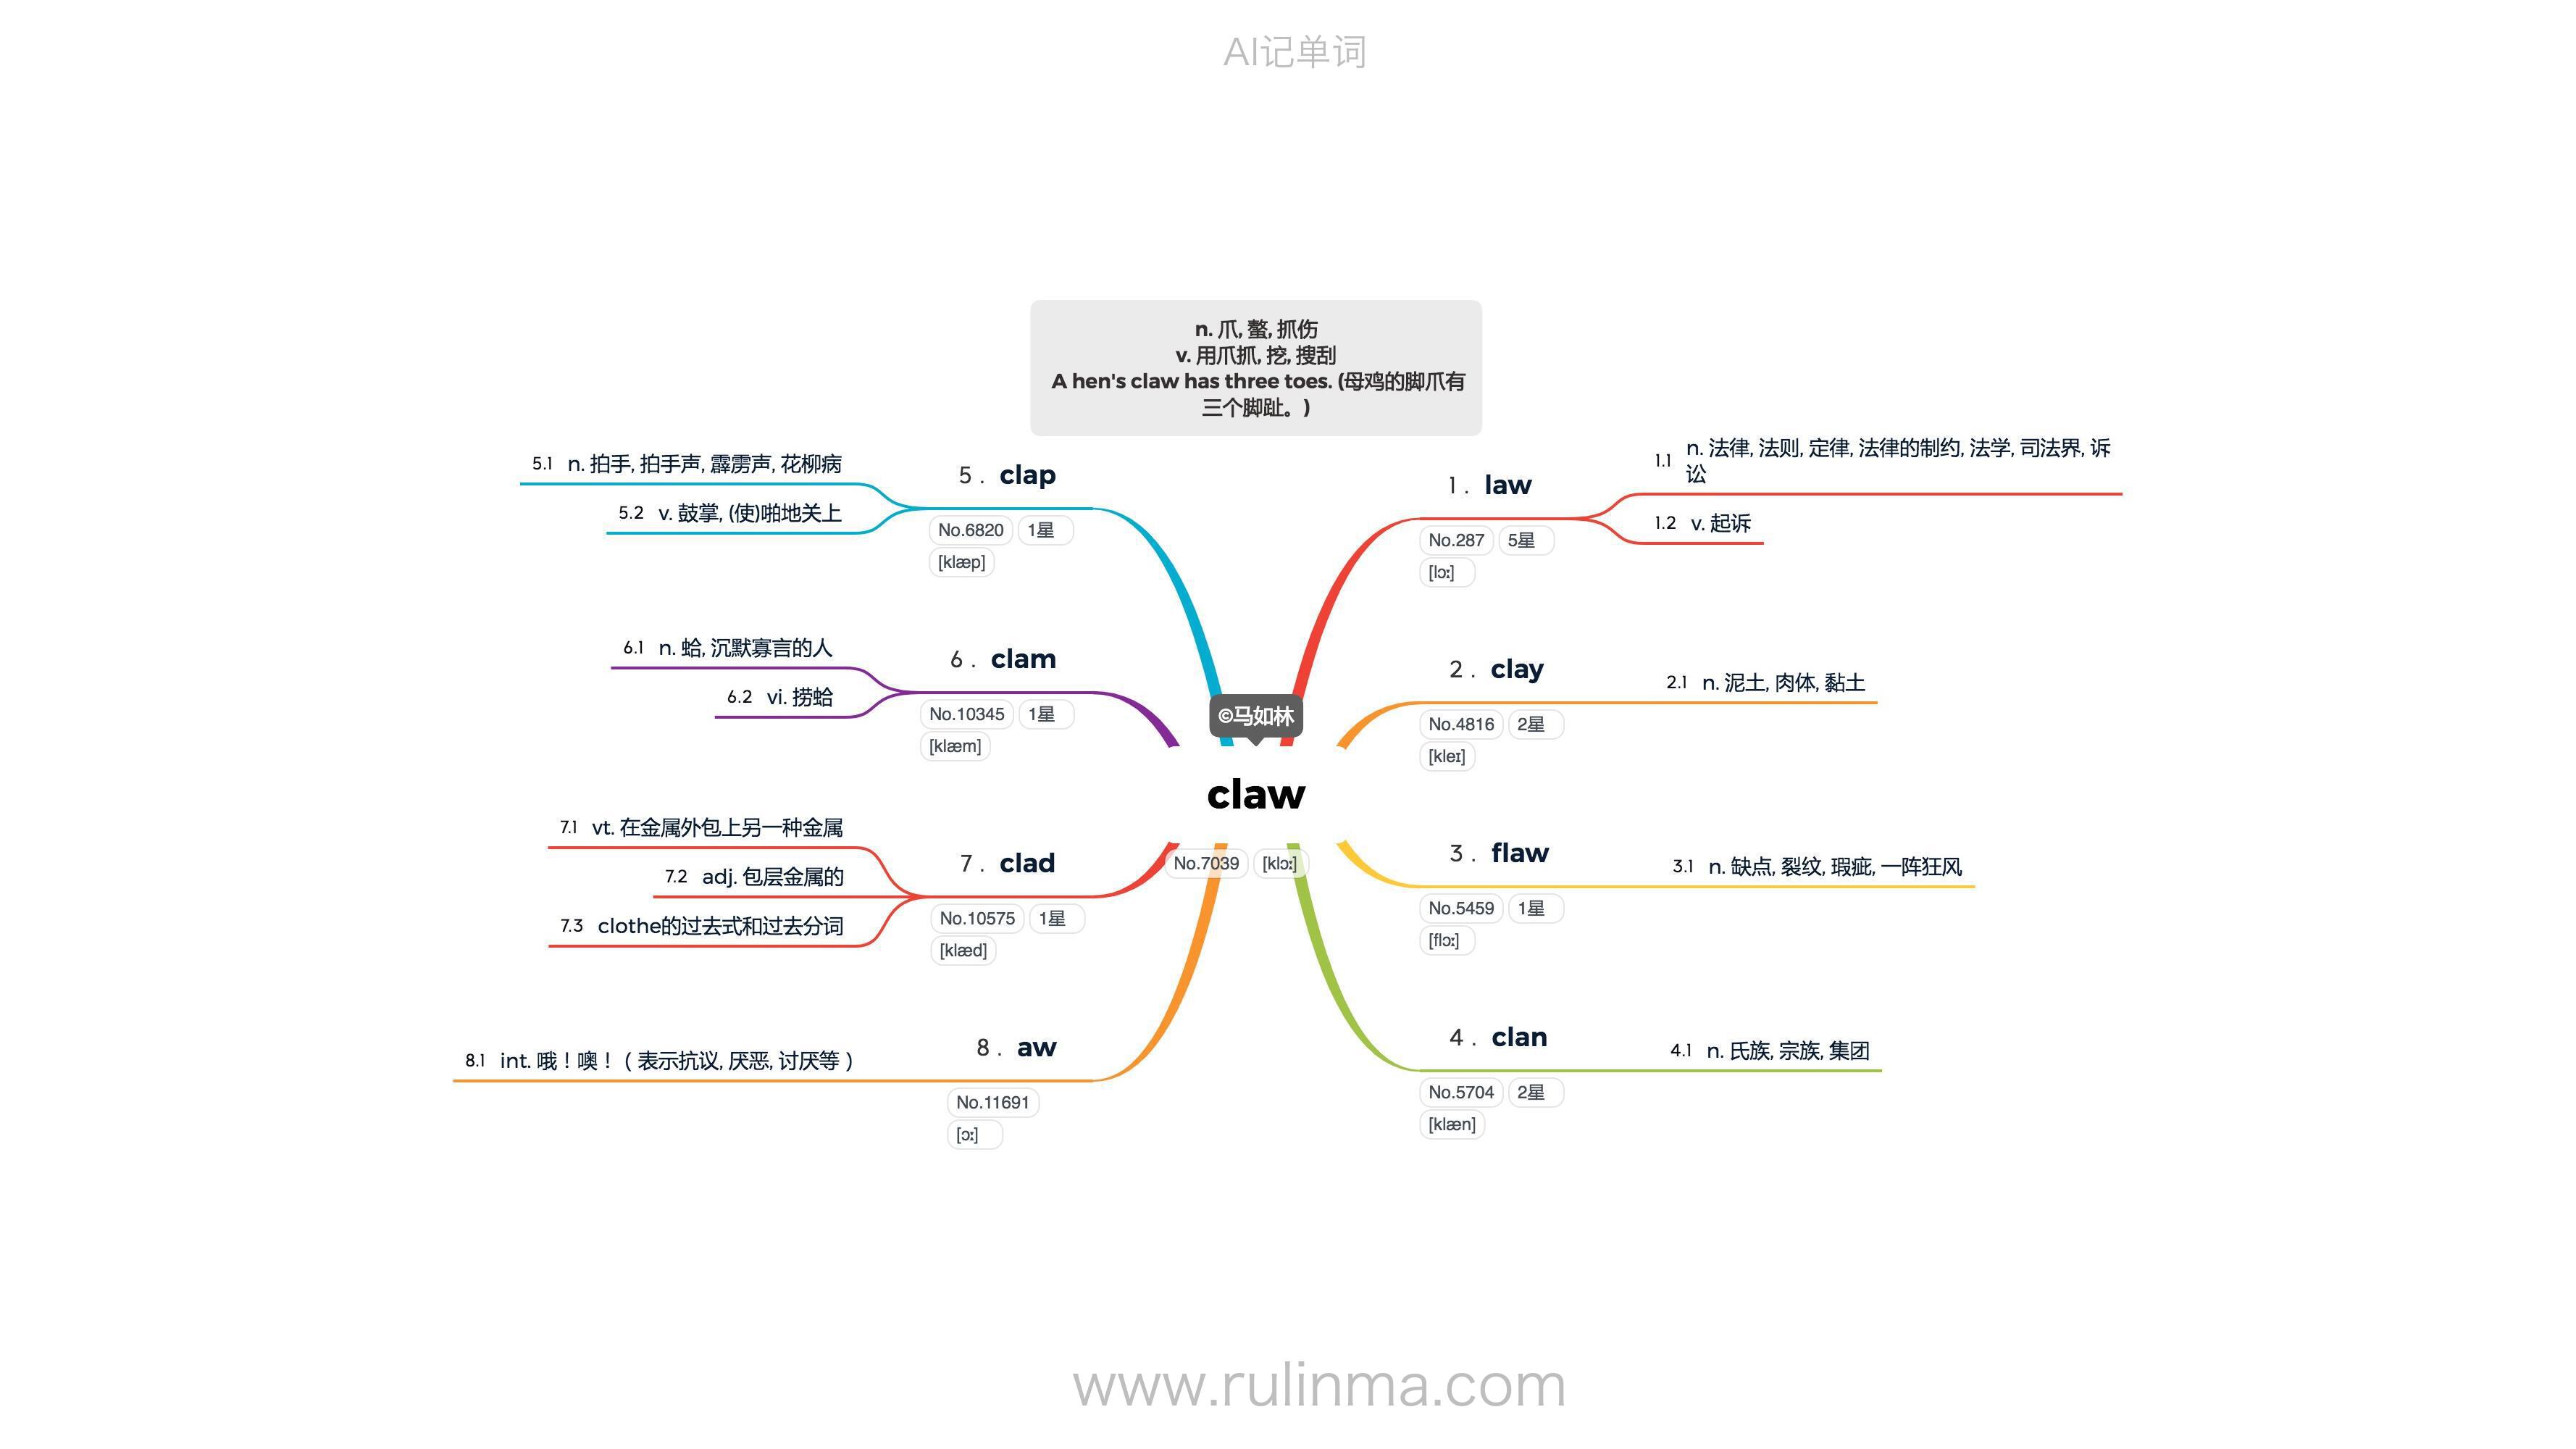 AI记单词
n. 爪, 螯, 抓伤
v. 用爪抓, 挖, 搜刮
A hen's claw has three toes. (母鸡的脚爪有
三个脚趾。)
©马如林
claw
No.7039 [klɔː]
1. law
No.287 5星
[lɔː]
1.1 n. 法律, 法则, 定律, 法律的制约, 法学, 司法界, 诉
讼
1.2 v. 起诉
2. clay
No.4816 2星
[kleɪ]
2.1 n. 泥土, 肉体, 黏土
3. flaw
No.5459 1星
[flɔː]
3.1 n. 缺点, 裂纹, 瑕疵, 一阵狂风
4. clan
No.5704 2星
[klæn]
4.1 n. 氏族, 宗族, 集团
5. clap
No.6820 1星
[klæp]
5.1 n. 拍手, 拍手声, 霹雳声, 花柳病
5.2 v. 鼓掌, (使)啪地关上
6. clam
No.10345 1星
[klæm]
6.1 n. 蛤, 沉默寡言的人
6.2 vi. 捞蛤
7. clad
No.10575 1星
[klæd]
7.1 vt. 在金属外包上另一种金属
7.2 adj. 包层金属的
7.3 clothe的过去式和过去分词
8. aw
No.11691
[ɔː]
8.1 int. 哦！噢！（表示抗议, 厌恶, 讨厌等）
www.rulinma.com